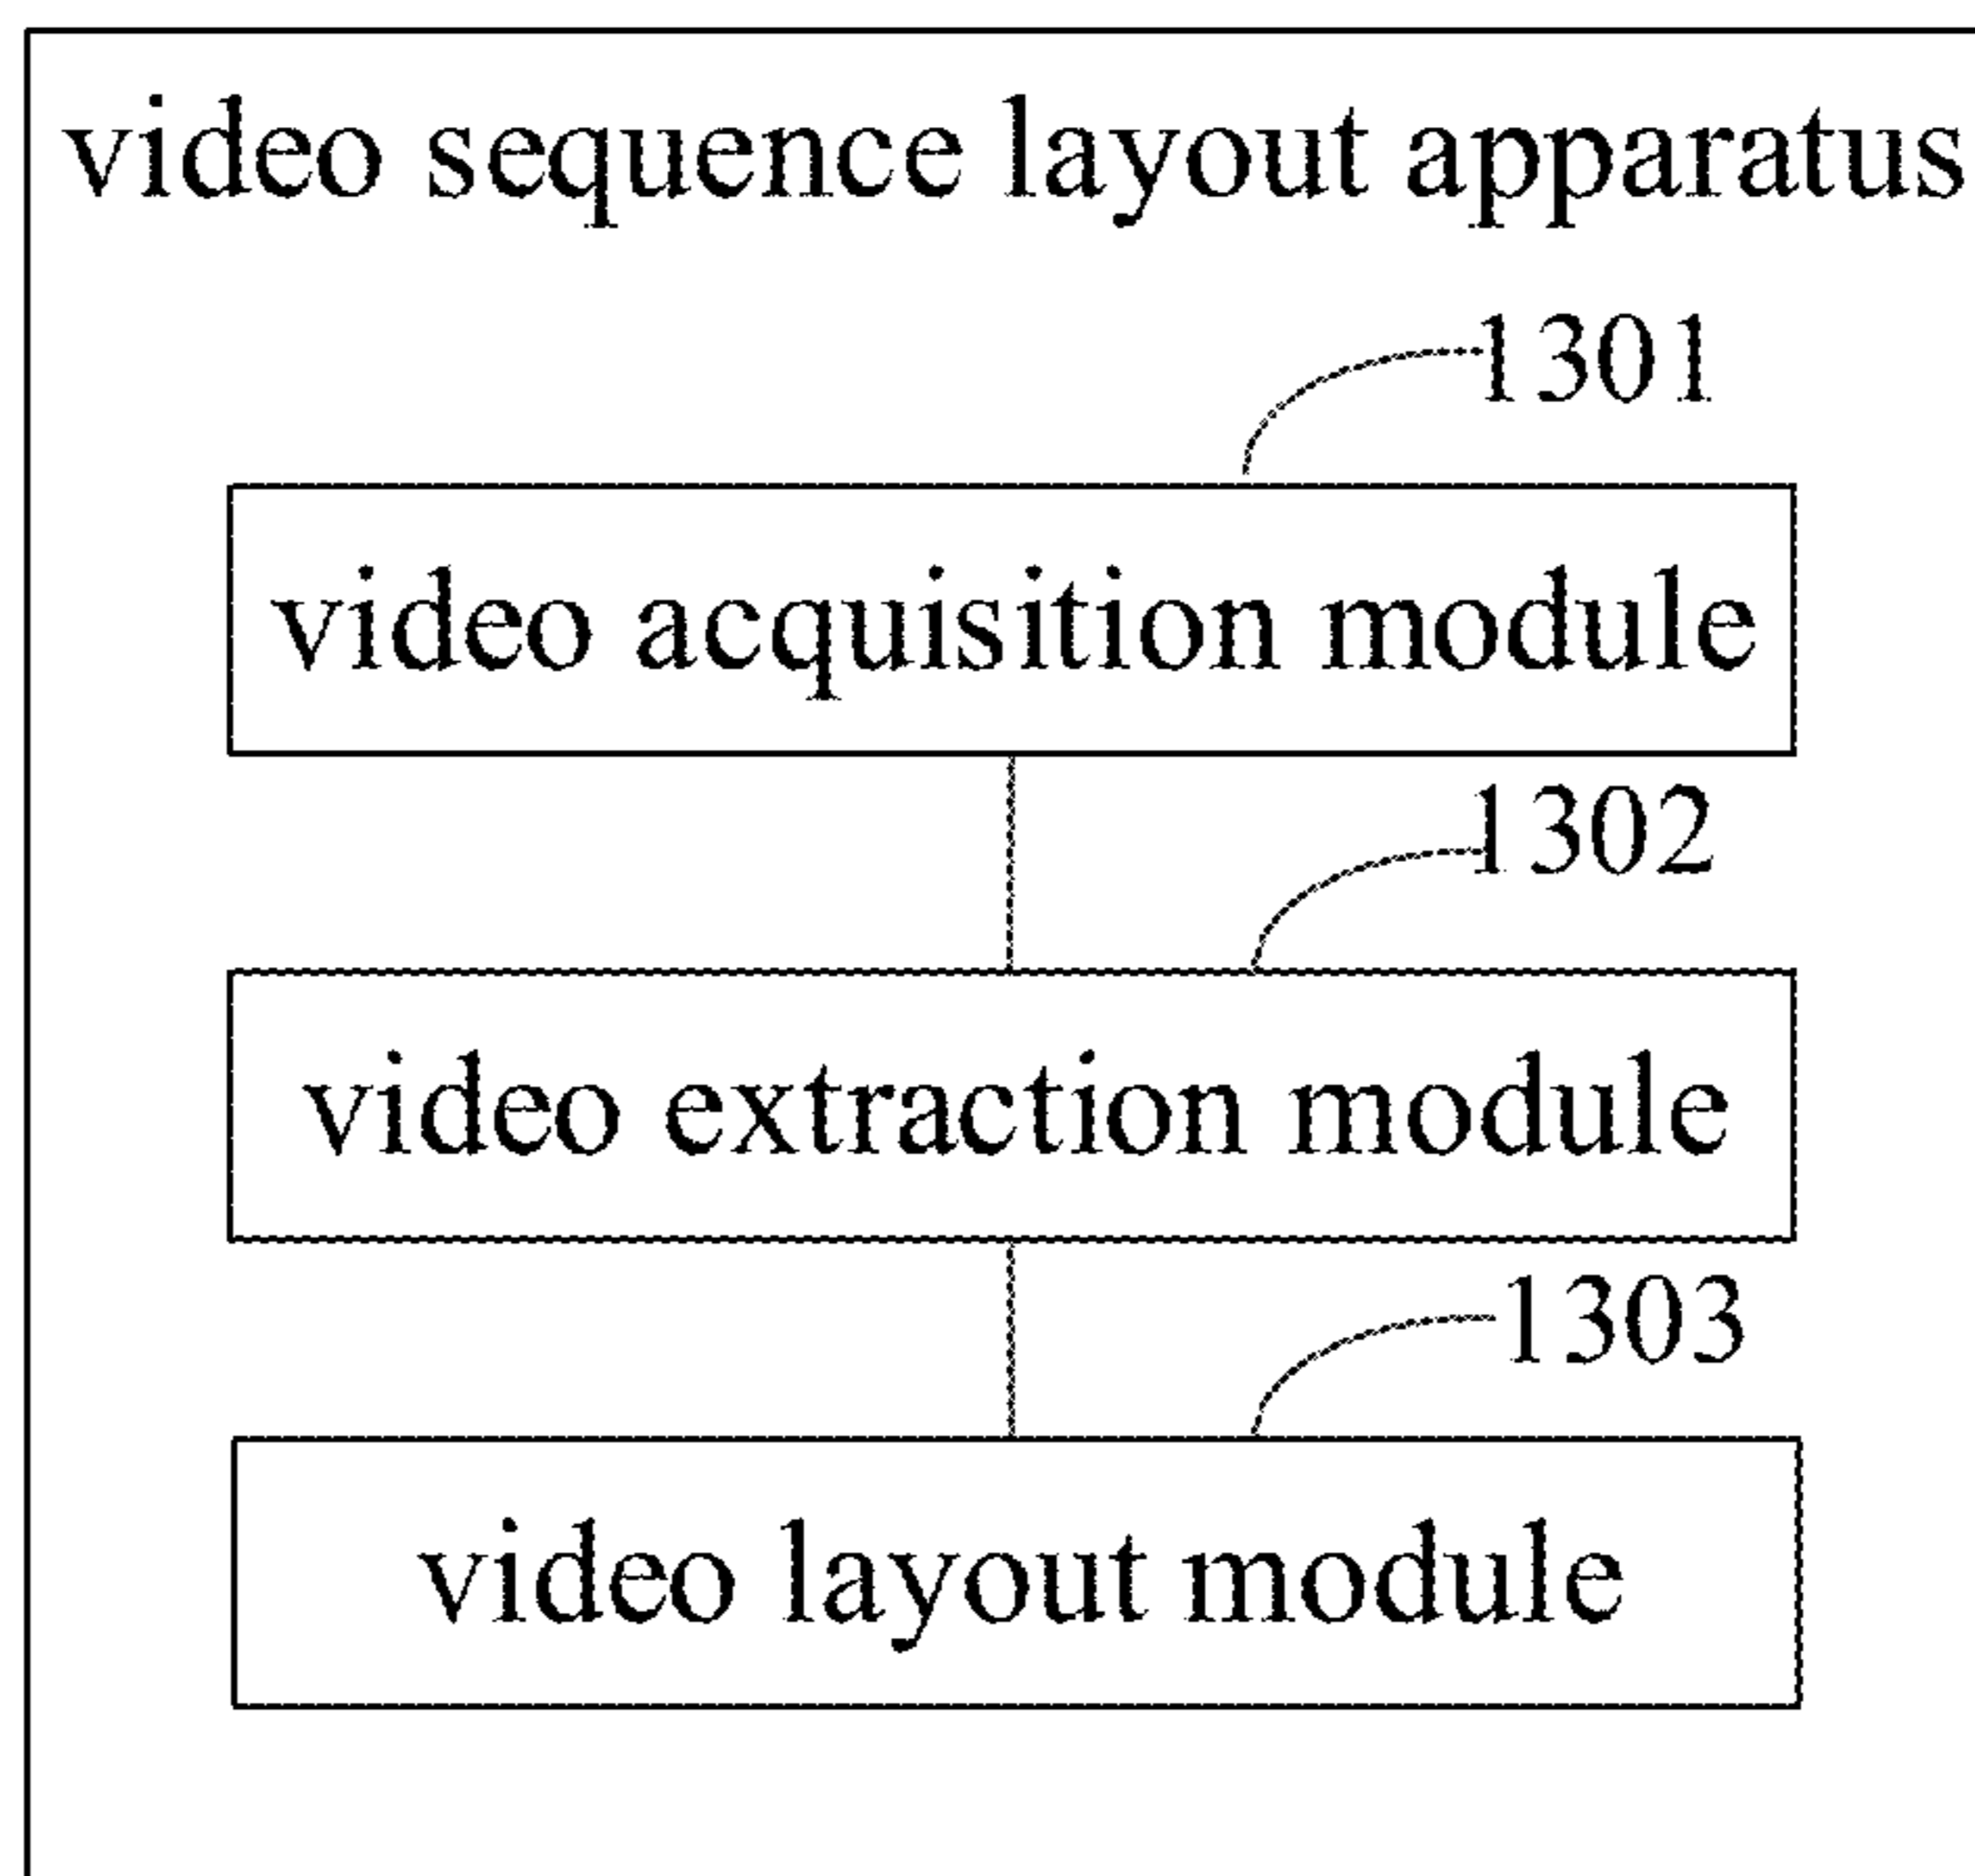 video sequence layout apparatus
1301
video acquisition module
1302
video extraction module
1303
video layout module